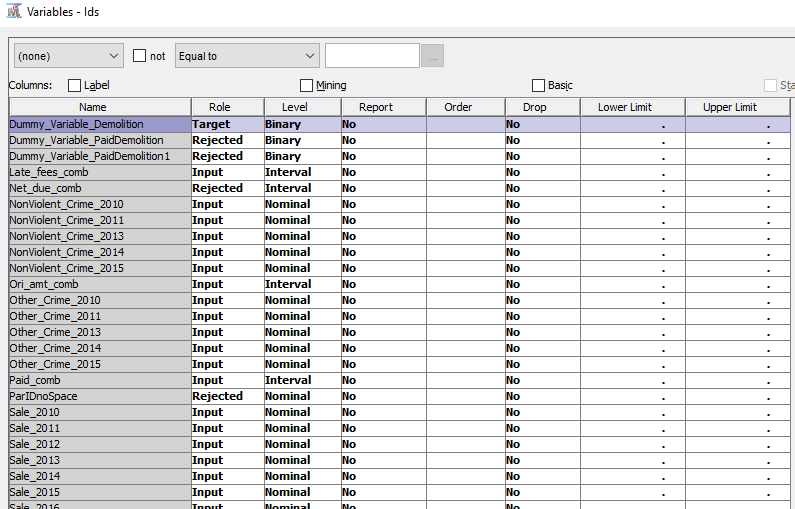 Variables - Ids
(none) not Equal to ...
Columns: Label Mining Basic Sta
Name Role Level Report Order Drop Lower Limit Upper Limit
Dummy_Variable_Demolition Target Binary No No . .
Dummy_Variable_PaidDemolition Rejected Binary No No . .
Dummy_Variable_PaidDemolition1 Rejected Binary No No . .
Late_fees_comb Input Interval No No . .
Net_due_comb Rejected Interval No No . .
NonViolent_Crime_2010 Input Nominal No No . .
NonViolent_Crime_2011 Input Nominal No No . .
NonViolent_Crime_2013 Input Nominal No No . .
NonViolent_Crime_2014 Input Nominal No No . .
NonViolent_Crime_2015 Input Nominal No No . .
Ori_amt_comb Input Interval No No . .
Other_Crime_2010 Input Nominal No No . .
Other_Crime_2011 Input Nominal No No . .
Other_Crime_2013 Input Nominal No No . .
Other_Crime_2014 Input Nominal No No . .
Other_Crime_2015 Input Nominal No No . .
Paid_comb Input Interval No No . .
ParIDnoSpace Rejected Nominal No No . .
Sale_2010 Input Nominal No No . .
Sale_2011 Input Nominal No No . .
Sale_2012 Input Nominal No No . .
Sale_2013 Input Nominal No No . .
Sale_2014 Input Nominal No No . .
Sale_2015 Input Nominal No No . .
Sale_2016 Input Nominal No No